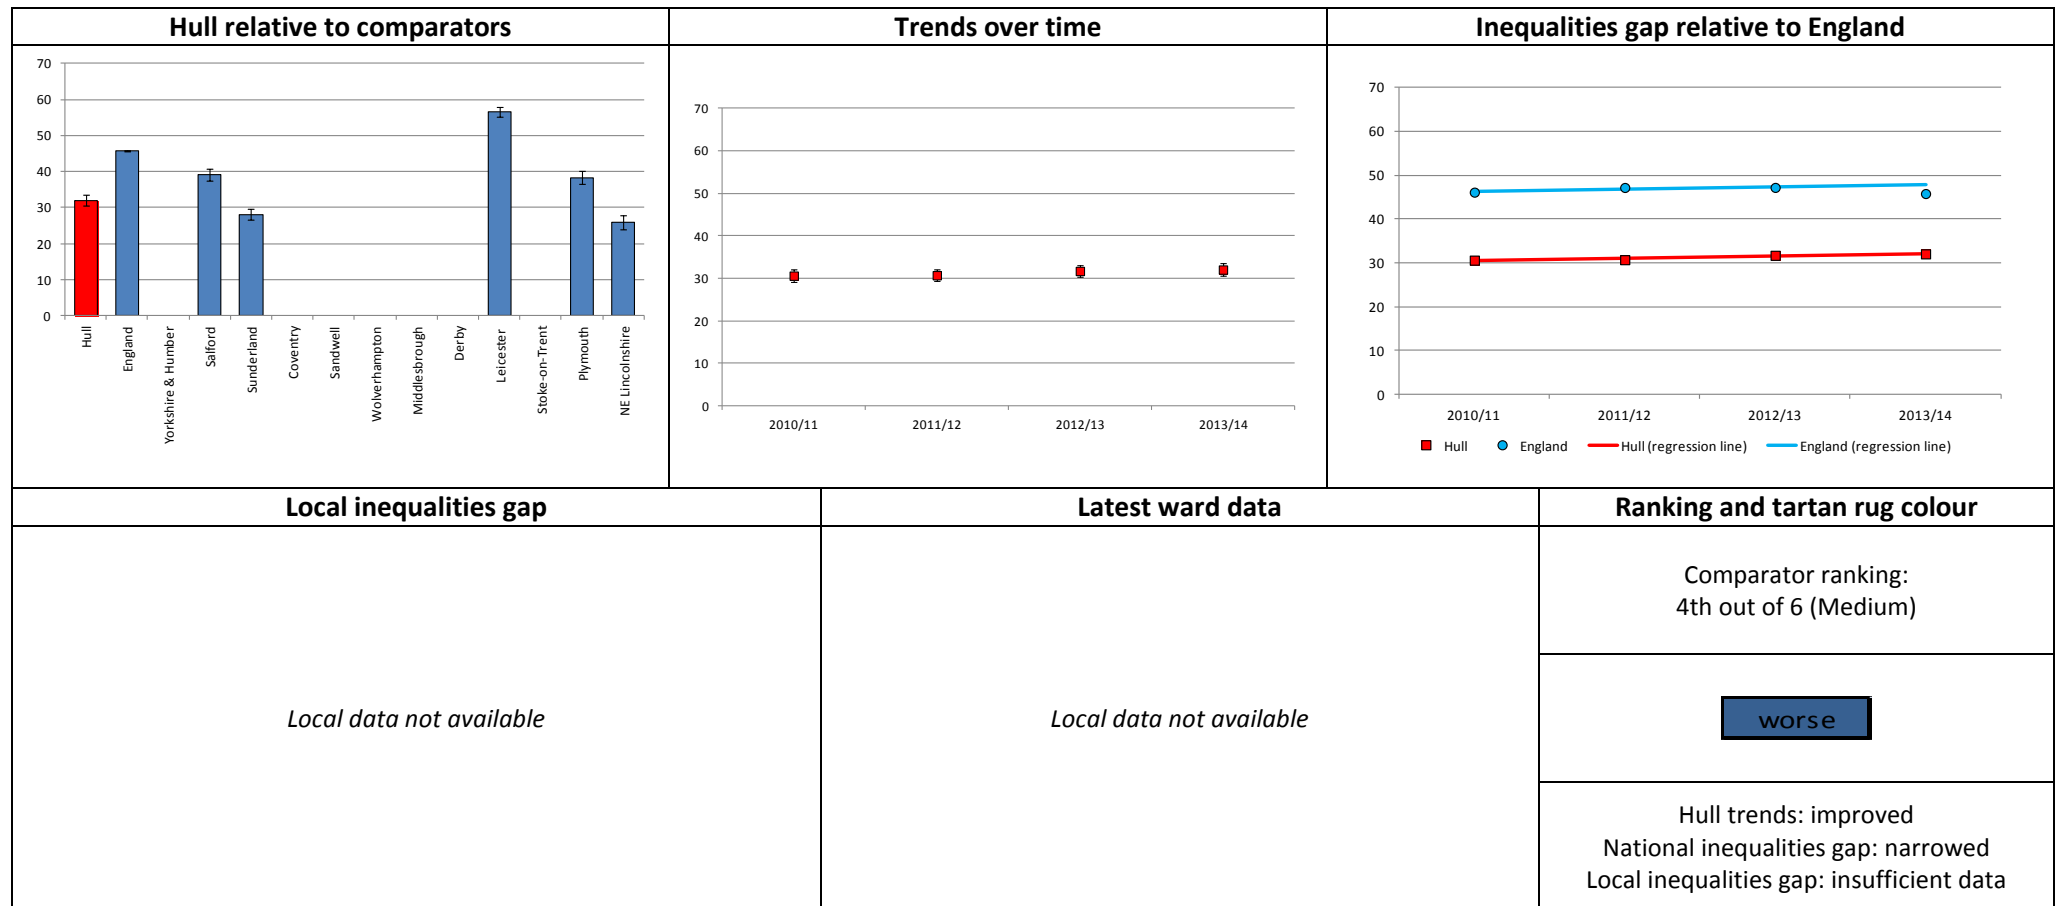 Hull relative to comparators
Trends over time
Inequalities gap relative to England
70
60
50
40
30
20
10
0
Hull
England
Yorkshire & Humber
Salford
Sunderland
Coventry
Sandwell
Wolverhampton
Middlesbrough
Derby
Leicester
Stoke-on-Trent
Plymouth
NE Lincolnshire
70
60
50
40
30
20
10
0
2010/11
2011/12
2012/13
2013/14
70
60
50
40
30
20
10
0
2010/11
2011/12
2012/13
2013/14
Hull
England
Hull (regression line)
England (regression line)
Local inequalities gap
Latest ward data
Ranking and tartan rug colour
Local data not available
Local data not available
Comparator ranking:
4th out of 6 (Medium)
worse
Hull trends: improved
National inequalities gap: narrowed
Local inequalities gap: insufficient data